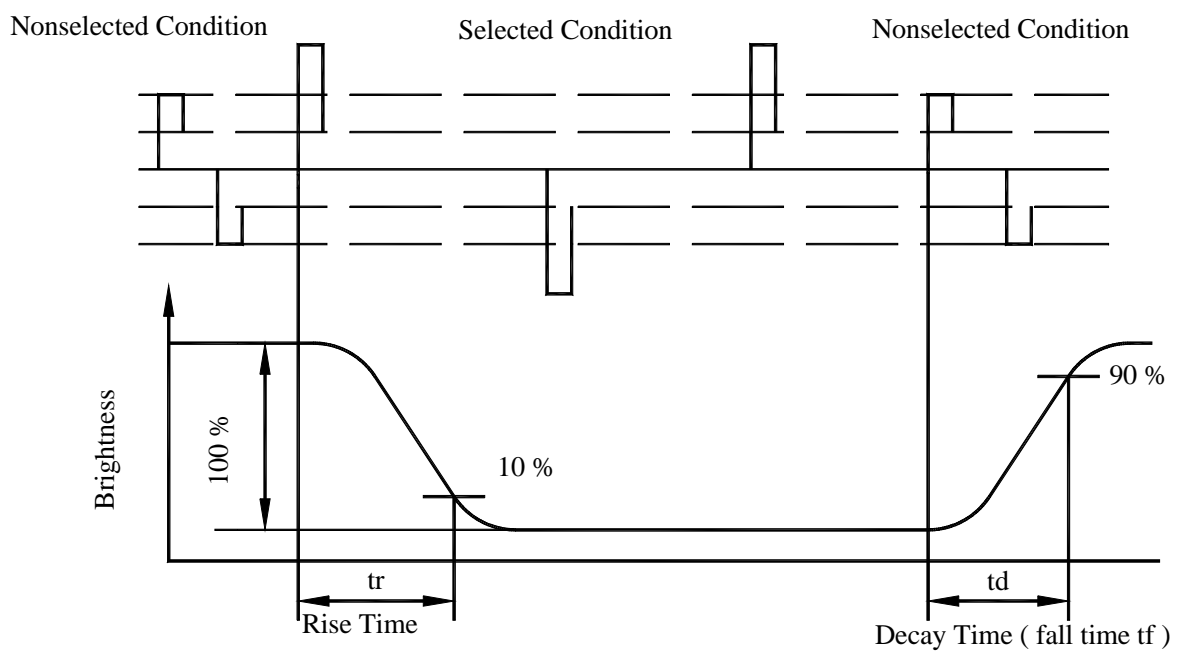 Nonselected Condition
Selected Condition
Nonselected Condition
Brightness
100 %
10 %
90 %
tr
Rise Time
td
Decay Time ( fall time tf )